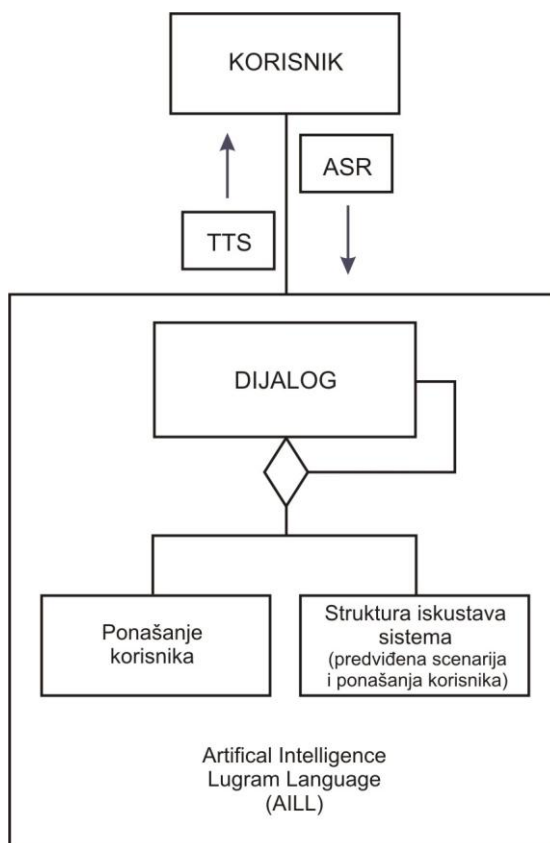 KORISNIK
ASR
TTS
DIJALOG
Ponašanje
korisnika
Struktura iskustava
sistema
(predviđena scenarija
i ponašanja korisnika)
Artifical Intelligence
Lugram Language
(AILL)